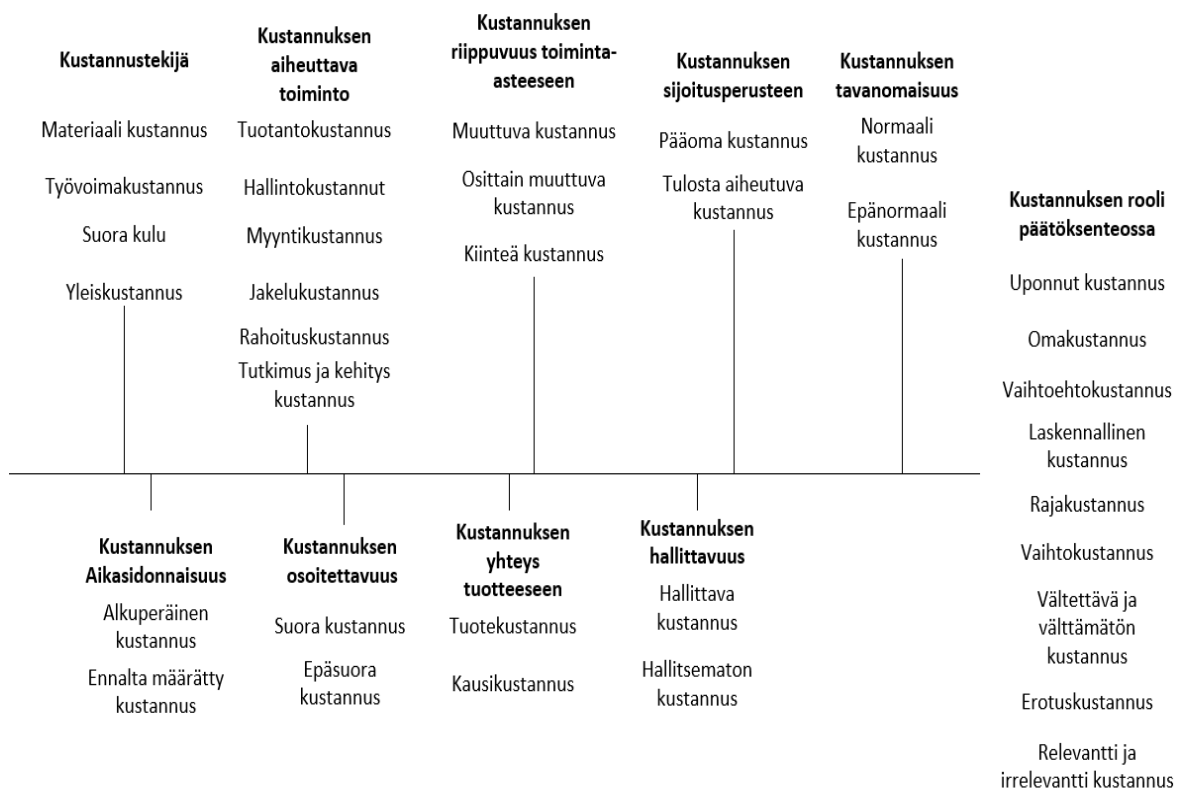 Kustannustekijä
Materiaali kustannus
Työvoimakustannus
Suora kulu
Yleiskustannus
Kustannuksen
aiheuttava
toiminto
Tuotantokustannus
Hallintokustannut
Myyntikustannus
Jakelukustannus
Rahoituskustannus
Tutkimus ja kehitys
kustannus
Kustannuksen
riippuvuus toiminta-
asteeseen
Muuttuva kustannus
Osittain muuttuva
kustannus
Kiinteä kustannus
Kustannuksen
sijoitusperusteen
Pääoma kustannus
Tulosta aiheutuva
kustannus
Kustannuksen
tavanomaisuus
Normaali
kustannus
Epänormaali
kustannus
Kustannuksen
Aikasidonnaisuus
Alkuperäinen
kustannus
Ennalta määrätty
kustannus
Kustannuksen
osoitettavuus
Suora kustannus
Epäsuora
kustannus
Kustannuksen
yhteys
tuotteeseen
Tuotekustannus
Kausikustannus
Kustannuksen
hallittavuus
Hallittava
kustannus
Hallitsematon
kustannus
Kustannuksen rooli
päätöksenteossa
Uponnut kustannus
Omakustannus
Vaihtoehtokustannus
Laskennallinen
kustannus
Rajakustannus
Vaihtokustannus
Vältettävä ja
välttämätön
kustannus
Erotuskustannus
Relevantti ja
irrelevantti kustannus